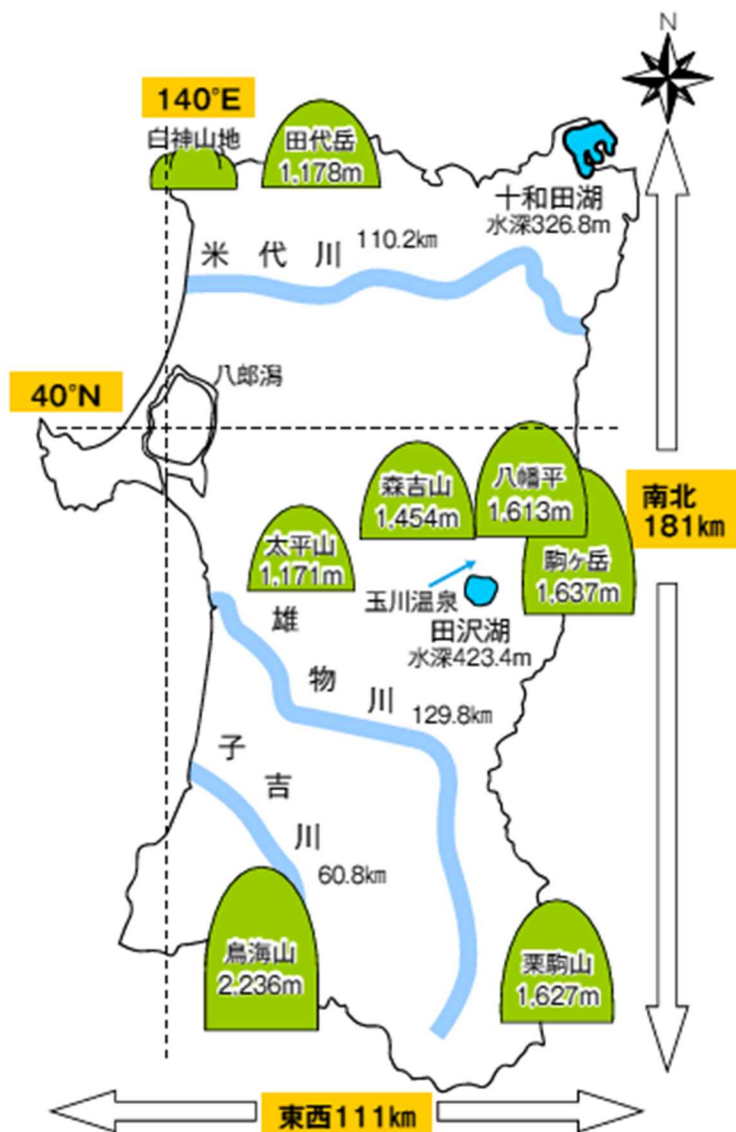 N
140°E
白神山地
田代岳
1,178m
十和田湖
水深326.8m
米代川
110.2km
40°N
八郎潟
森吉山
1,454m
八幡平
1,613m
南北
181km
太平山
1,171m
駒ヶ岳
1,637m
玉川温泉
田沢湖
水深423.4m
雄物川
129.8km
子吉川
60.8km
鳥海山
2,236m
栗駒山
1,627m
東西111km